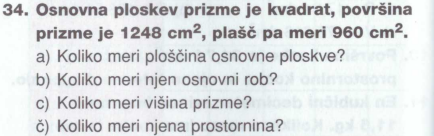 34. Osnovna ploskev prizme je kvadrat, površina
prizme je 1248 cm², plašč pa meri 960 cm².
a) Koliko meri ploščina osnovne ploskve?
b) Koliko meri njen osnovni rob?
c) Koliko meri višina prizme?
č) Koliko meri njena prostornina?